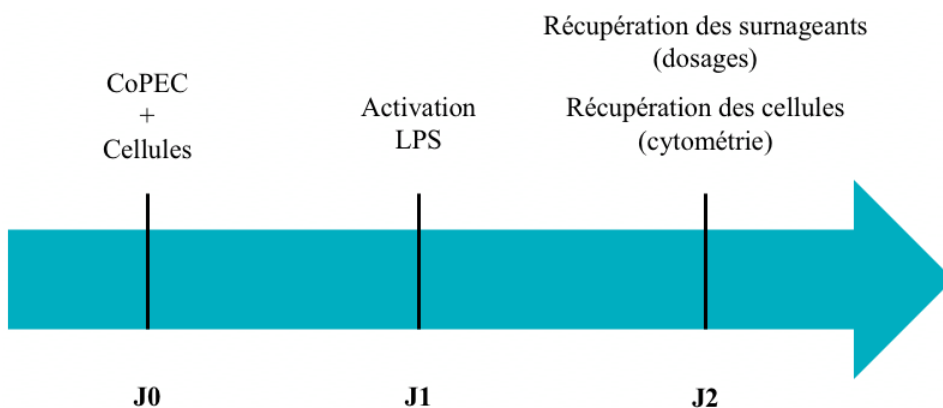 CoPEC
+
Cellules
Activation
LPS
Récupération des surnageants
(dosages)
Récupération des cellules
(cytométrie)
J0
J1
J2